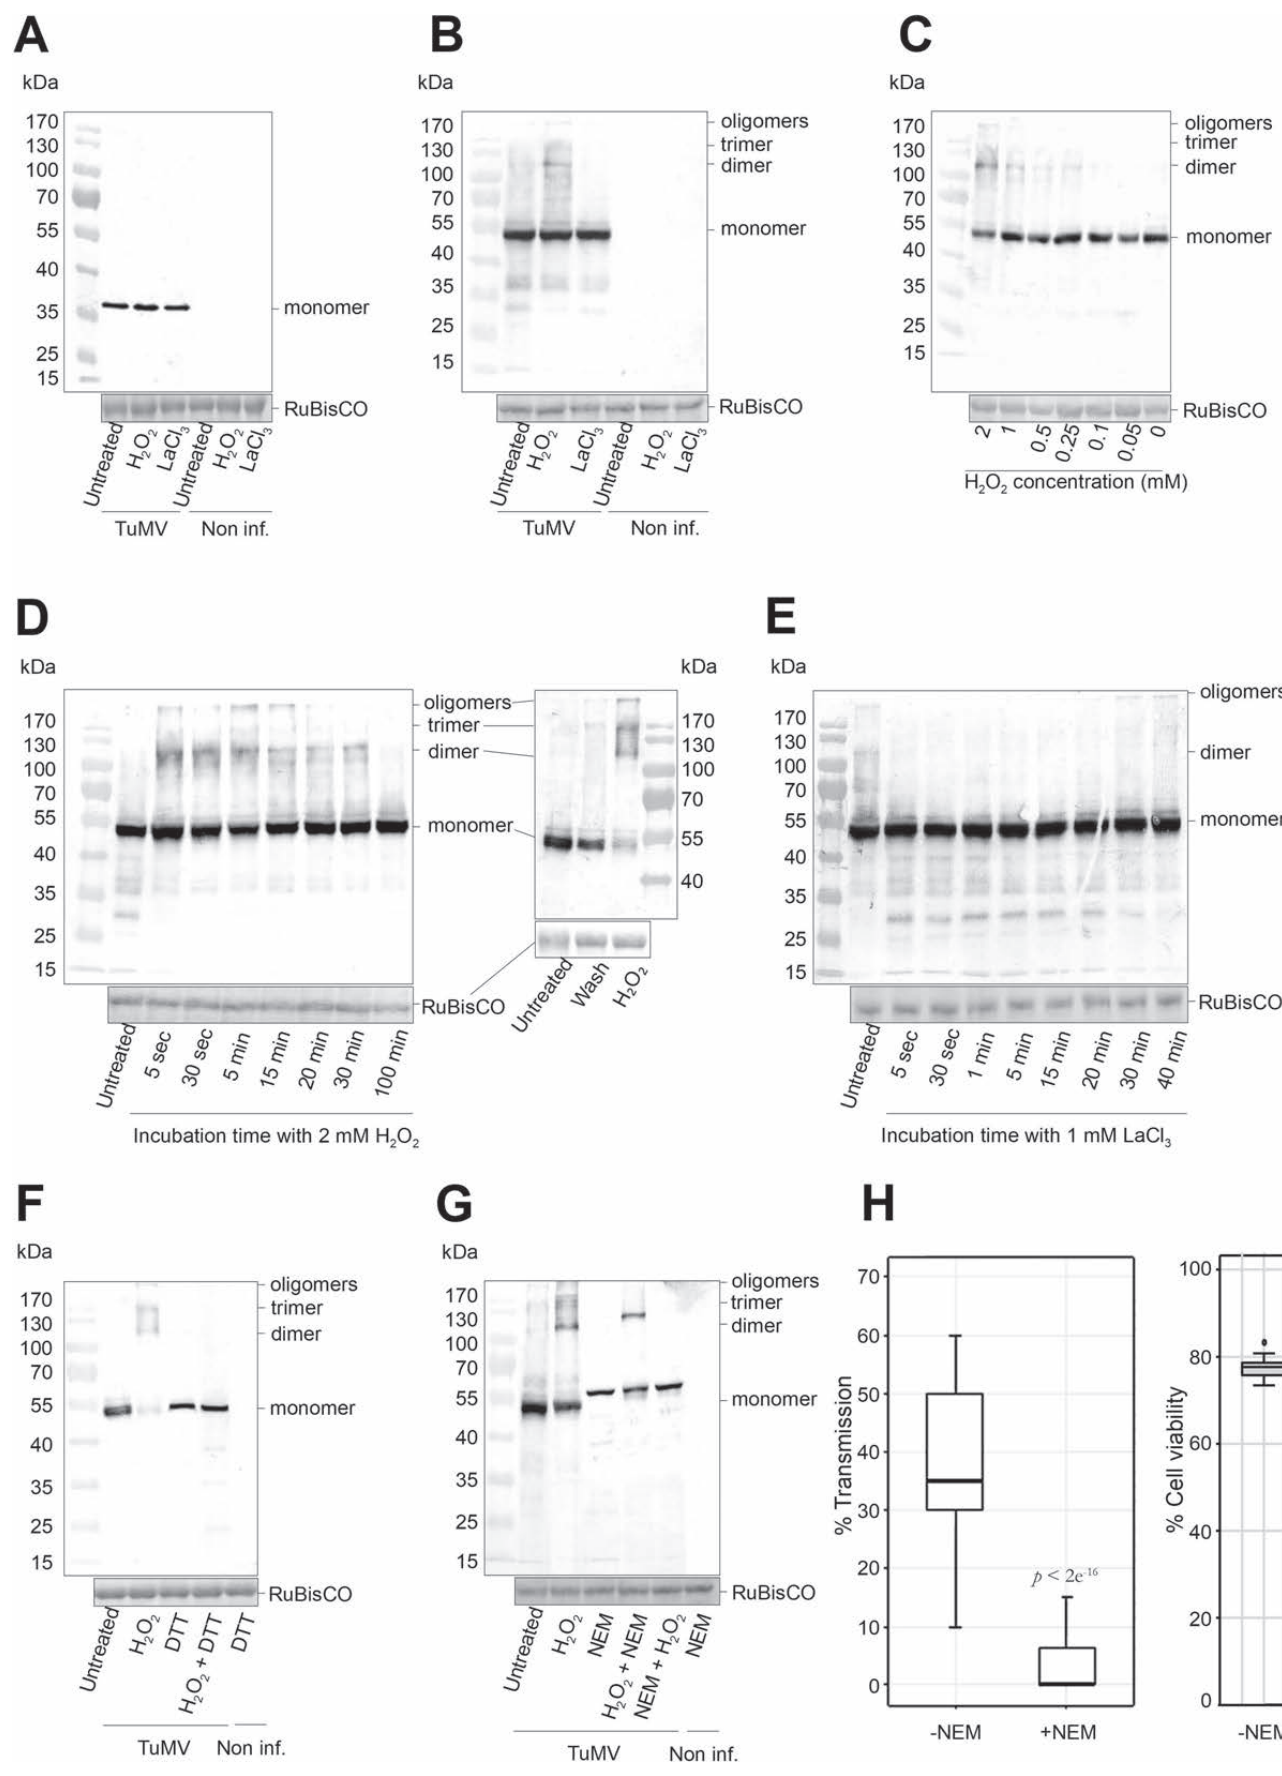 A
kDa
170
130
100
70
55
40
35
25
15
monomer
RuBisCO
Untreated
H₂O₂
LaCl₃
Untreated
H₂O₂
LaCl₃
TuMV
Non inf.
B
kDa
170
130
100
70
55
40
35
25
15
oligomers
trimer
dimer
monomer
RuBisCO
Untreated
H₂O₂
LaCl₃
Untreated
H₂O₂
LaCl₃
TuMV
Non inf.
C
kDa
170
130
100
70
55
40
35
25
15
oligomers
trimer
dimer
monomer
RuBisCO
2
1
0.5
0.25
0.1
0.05
0
H₂O₂ concentration (mM)
D
kDa
170
130
100
70
55
40
35
25
15
oligomers
trimer
dimer
monomer
RuBisCO
Untreated
5 sec
30 sec
5 min
15 min
20 min
30 min
100 min
Incubation time with 2 mM H₂O₂
kDa
170
130
100
70
55
40
Untreated
Wash
H₂O₂
E
kDa
170
130
100
70
55
40
35
25
15
oligomers
dimer
monomer
RuBisCO
Untreated
5 sec
30 sec
1 min
5 min
15 min
20 min
30 min
40 min
Incubation time with 1 mM LaCl₃
F
kDa
170
130
100
70
55
40
35
25
15
oligomers
trimer
dimer
monomer
RuBisCO
Untreated
H₂O₂
DTT
H₂O₂ + DTT
DTT
TuMV
Non inf.
G
kDa
170
130
100
70
55
40
35
25
15
oligomers
trimer
dimer
monomer
RuBisCO
Untreated
H₂O₂
NEM
H₂O₂ + NEM
NEM + H₂O₂
NEM
TuMV
Non inf.
H
% Transmission
70
60
50
40
30
20
10
0
p < 2e⁻¹⁶
-NEM
+NEM
% Cell viability
100
80
60
40
20
0
-NEM